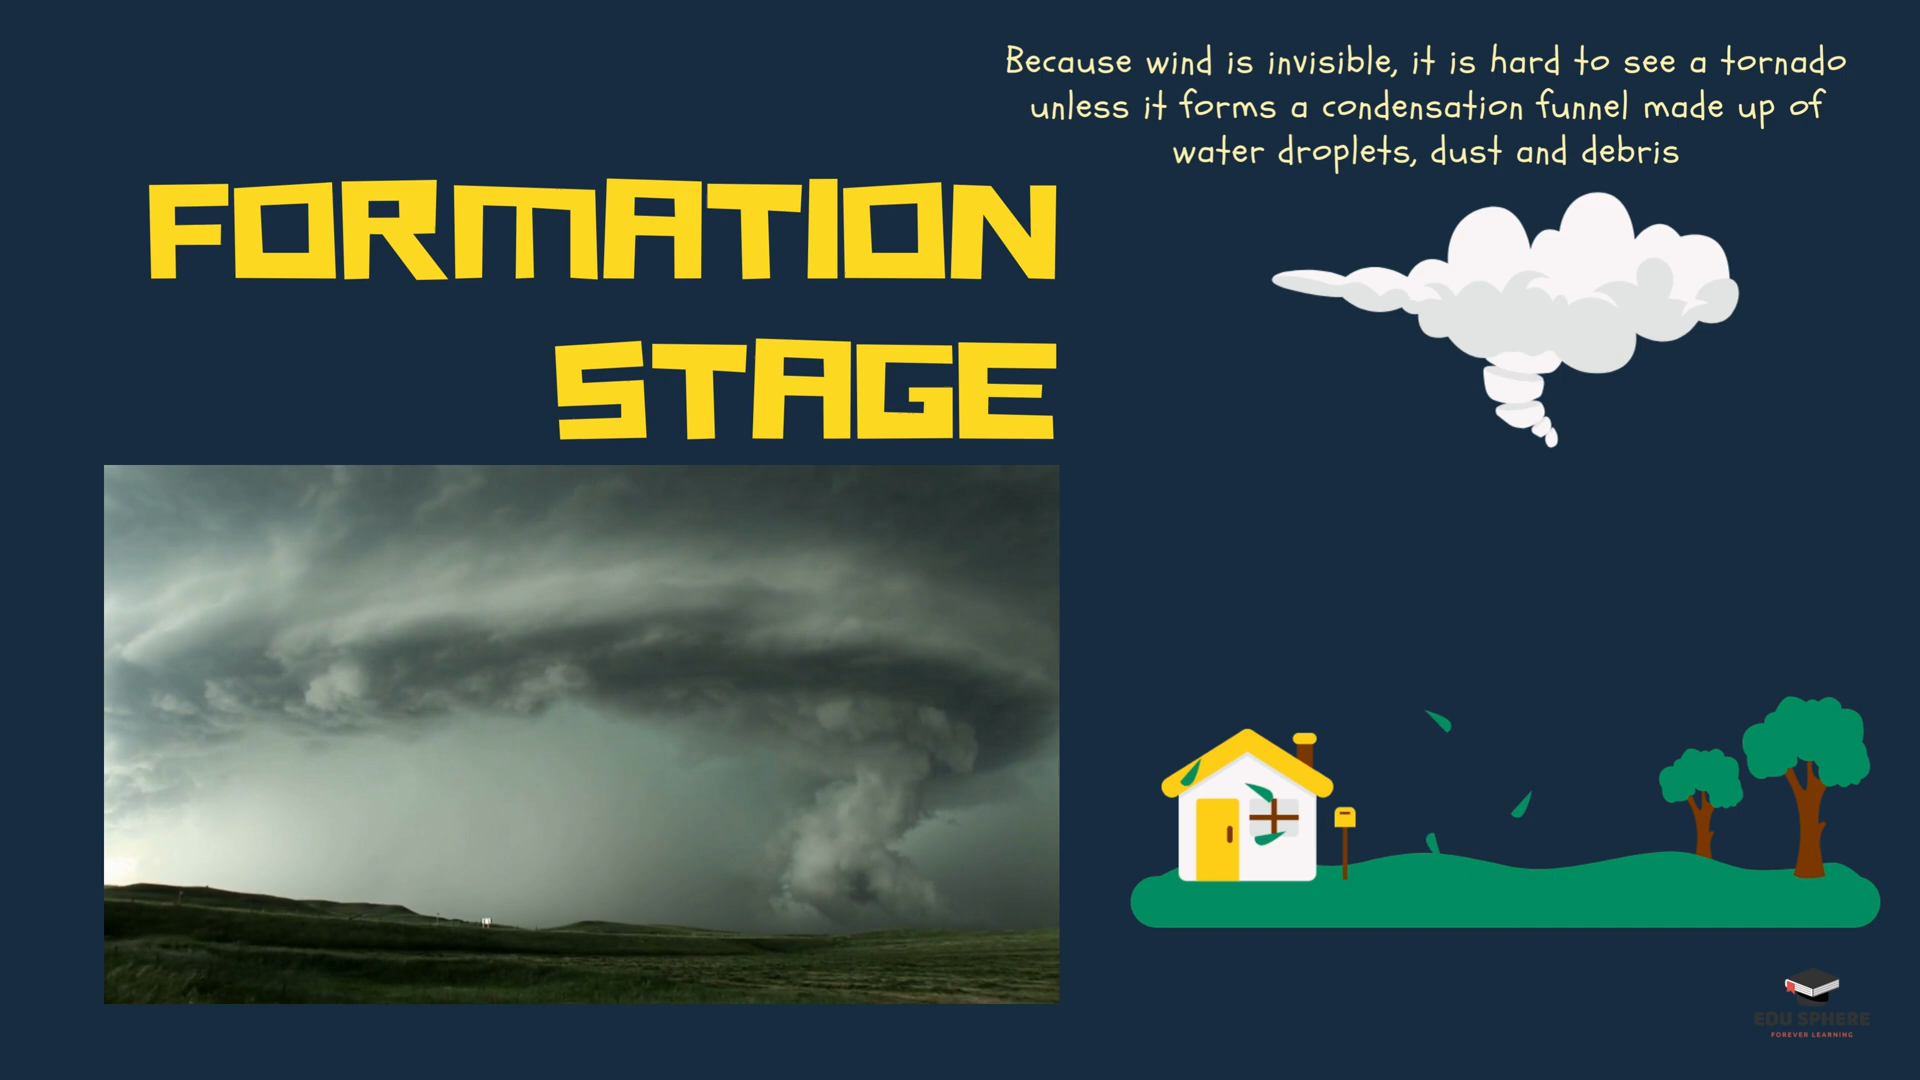 Because wind is invisible, it is hard to see a tornado
unless it forms a condensation funnel made up of
water droplets, dust and debris
FORMATION
STAGE
EDU SPHERE
FOREVER LEARNING